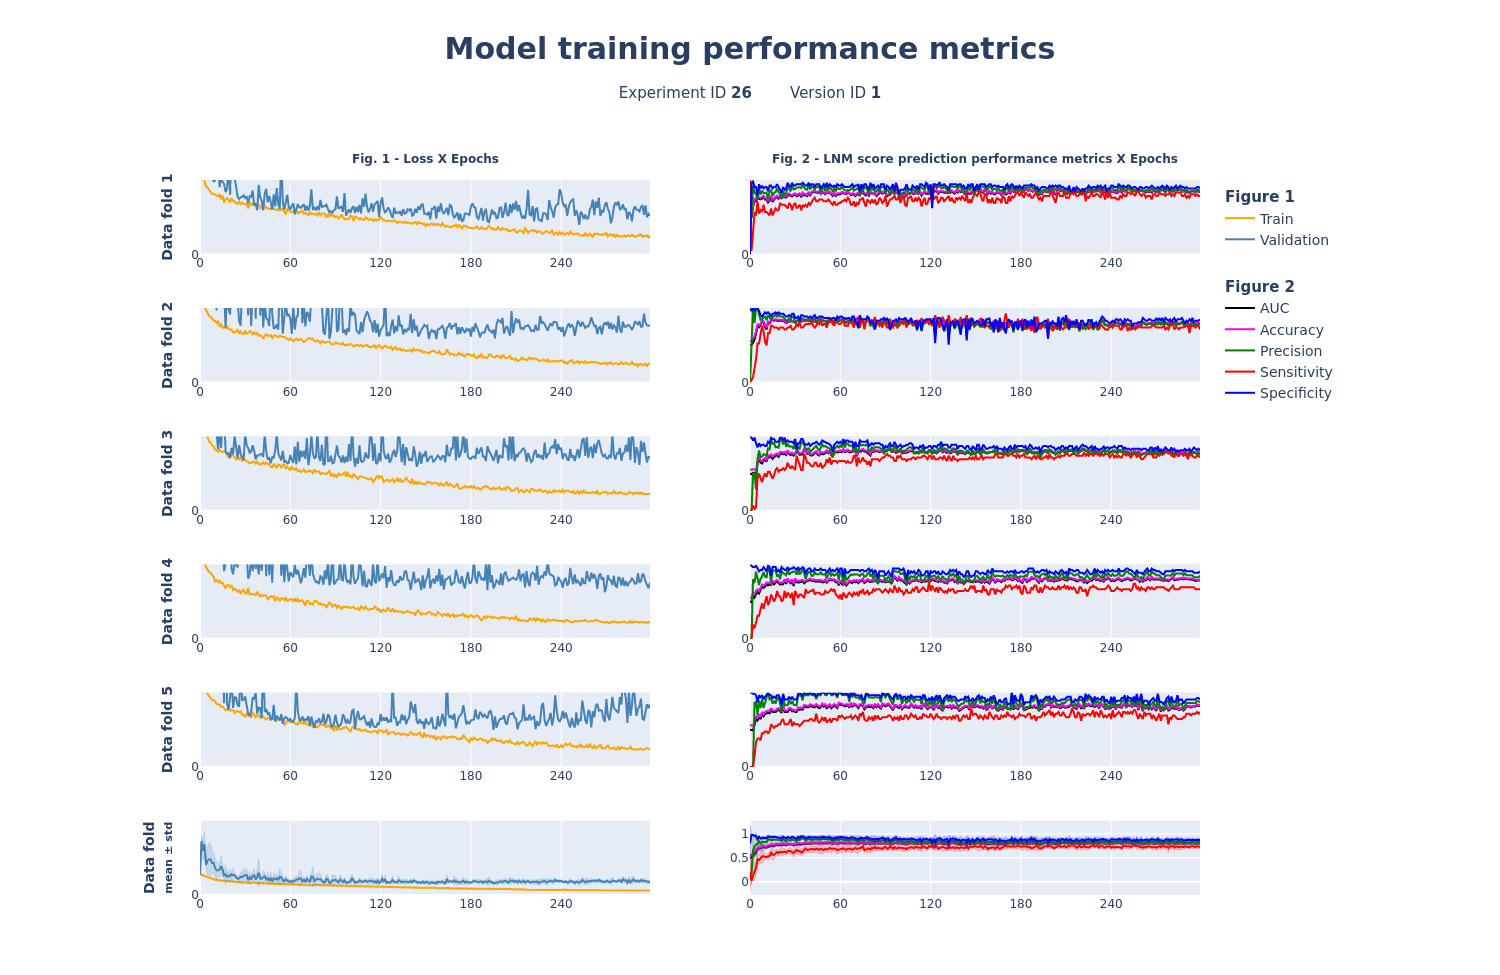 Model training performance metrics
Experiment ID 26 Version ID 1
Fig. 1 - Loss X Epochs
Fig. 2 - LNM score prediction performance metrics X Epochs
Data fold 1
0
0 60 120 180 240
0
0 60 120 180 240
Figure 1
Train
Validation
Figure 2
AUC
Accuracy
Precision
Sensitivity
Specificity
Data fold 2
0
0 60 120 180 240
0
0 60 120 180 240
Data fold 3
0
0 60 120 180 240
0
0 60 120 180 240
Data fold 4
0
0 60 120 180 240
0
0 60 120 180 240
Data fold 5
0
0 60 120 180 240
0
0 60 120 180 240
Data fold
mean ± std
0
0 60 120 180 240
1
0.5
0
0 60 120 180 240